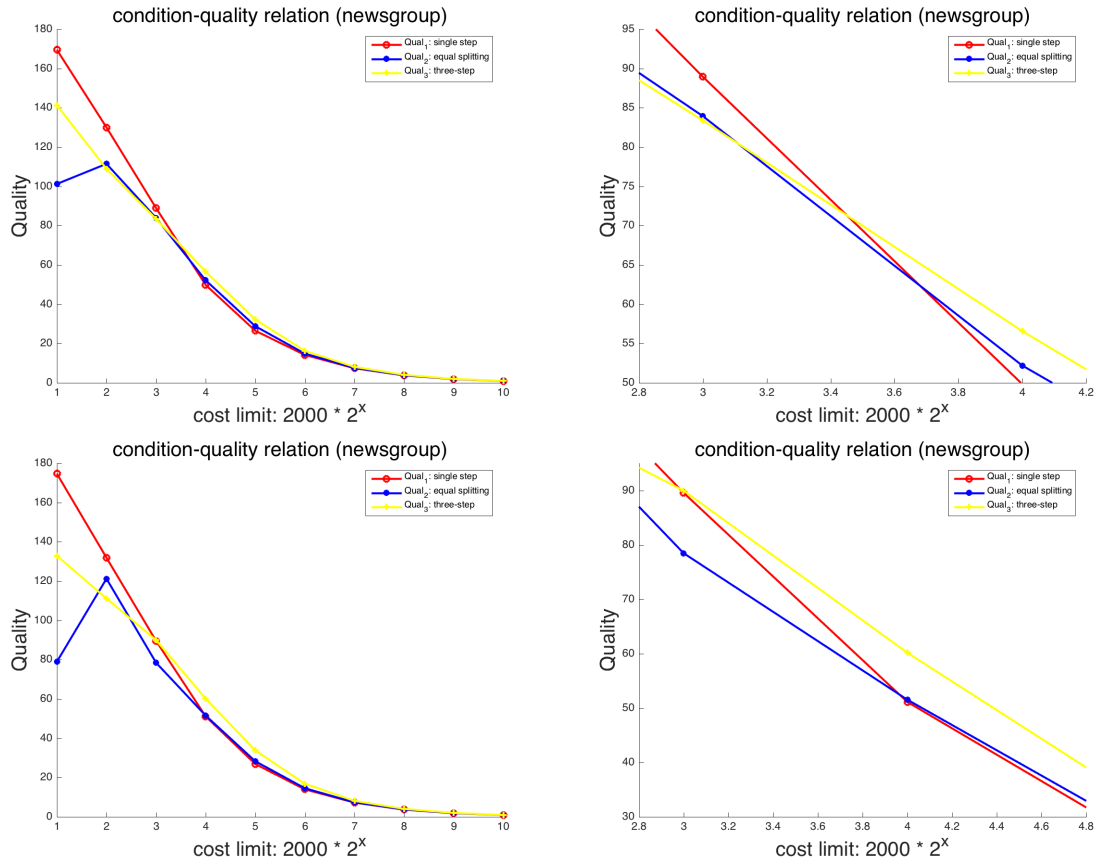 condition-quality relation (newsgroup)
180
160
140
120
100
80
60
40
20
0
Quality
1 2 3 4 5 6 7 8 9 10
cost limit: 2000 * 2^x
Qual1: single step
Qual2: equal splitting
Qual3: three-step
condition-quality relation (newsgroup)
95
90
85
80
75
70
65
60
55
50
Quality
2.8 3 3.2 3.4 3.6 3.8 4 4.2
cost limit: 2000 * 2^x
Qual1: single step
Qual2: equal splitting
Qual3: three-step
condition-quality relation (newsgroup)
180
160
140
120
100
80
60
40
20
0
Quality
1 2 3 4 5 6 7 8 9 10
cost limit: 2000 * 2^x
Qual1: single step
Qual2: equal splitting
Qual3: three-step
condition-quality relation (newsgroup)
90
80
70
60
50
40
30
Quality
2.8 3 3.2 3.4 3.6 3.8 4 4.2 4.4 4.6 4.8
cost limit: 2000 * 2^x
Qual1: single step
Qual2: equal splitting
Qual3: three-step